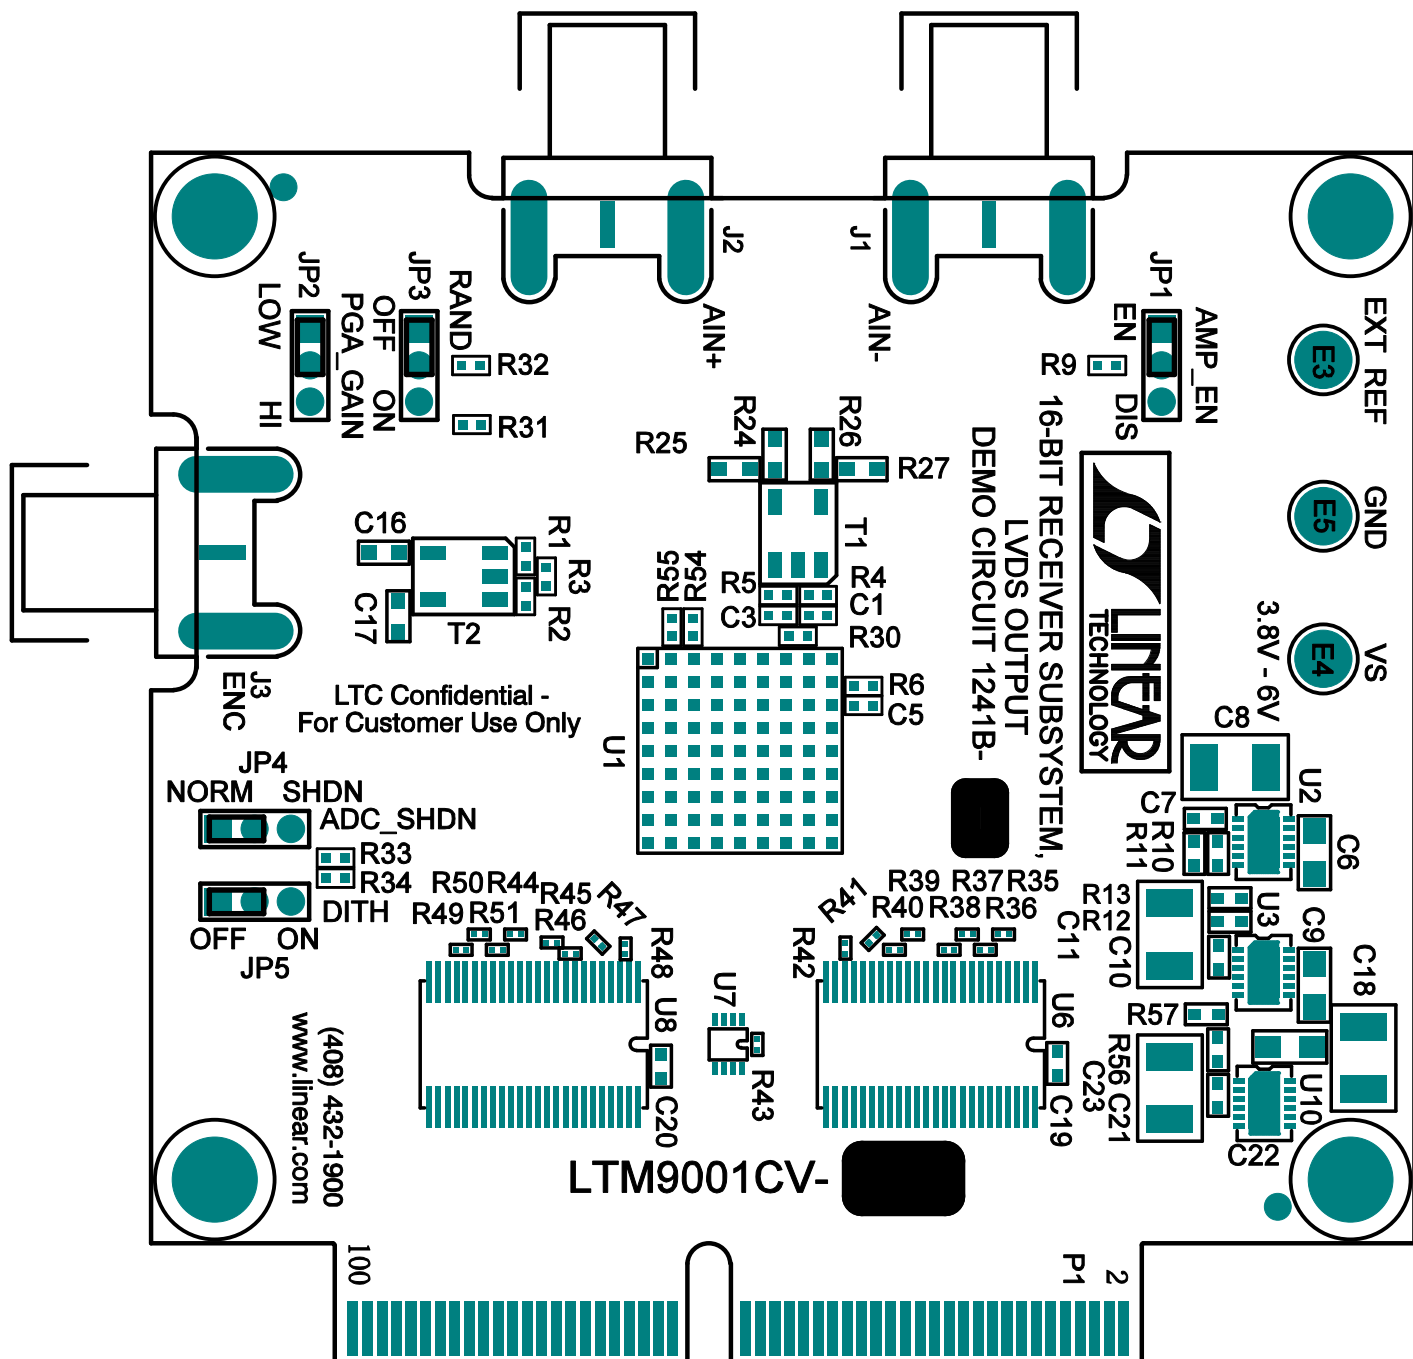 J2
J1
AIN+
AIN-
JP2
LOW
HI
PGA_GAIN
JP3
OFF
ON
RAND
R32
R31
JP1
EN
DIS
AMP_EN
R9
EXT REF
E3
GND
E5
3.8V - 6V
VS
E4
R24
R25
R26
R27
T1
16-BIT RECEIVER SUBSYSTEM,
LVDS OUTPUT
DEMO CIRCUIT 1241B-
LINEAR
TECHNOLOGY
C16
C17
R1
R3
R2
T2
R55
R54
R5
C3
R4
C1
R30
R6
C5
U1
J3
ENC
LTC Confidential -
For Customer Use Only
JP4
NORM
SHDN
ADC_SHDN
R33
R34
DITH
OFF
ON
JP5
C8
U2
C7
R10
R11
C6
R13
R12
U3
C9
C11
C10
C18
R57
R56
C21
C23
U10
C22
R50
R44
R49
R51
R45
R46
R47
R48
U8
C20
U7
R43
R41
R42
R39
R40
R37
R38
R35
R36
U6
C19
(408) 432-1900
www.linear.com
LTM9001CV-
100
P1
2